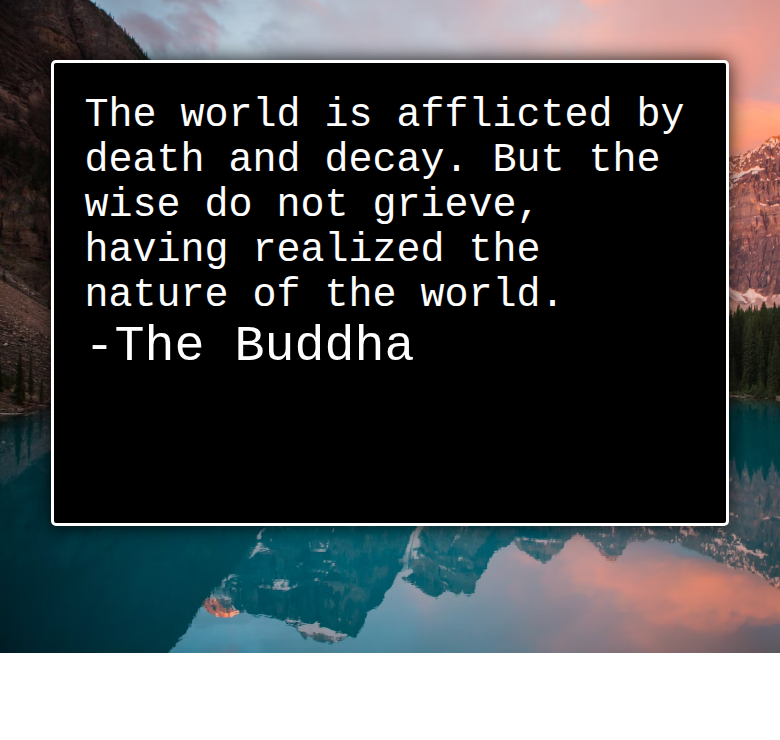 The world is afflicted by
death and decay. But the
wise do not grieve,
having realized the
nature of the world.
-The Buddha